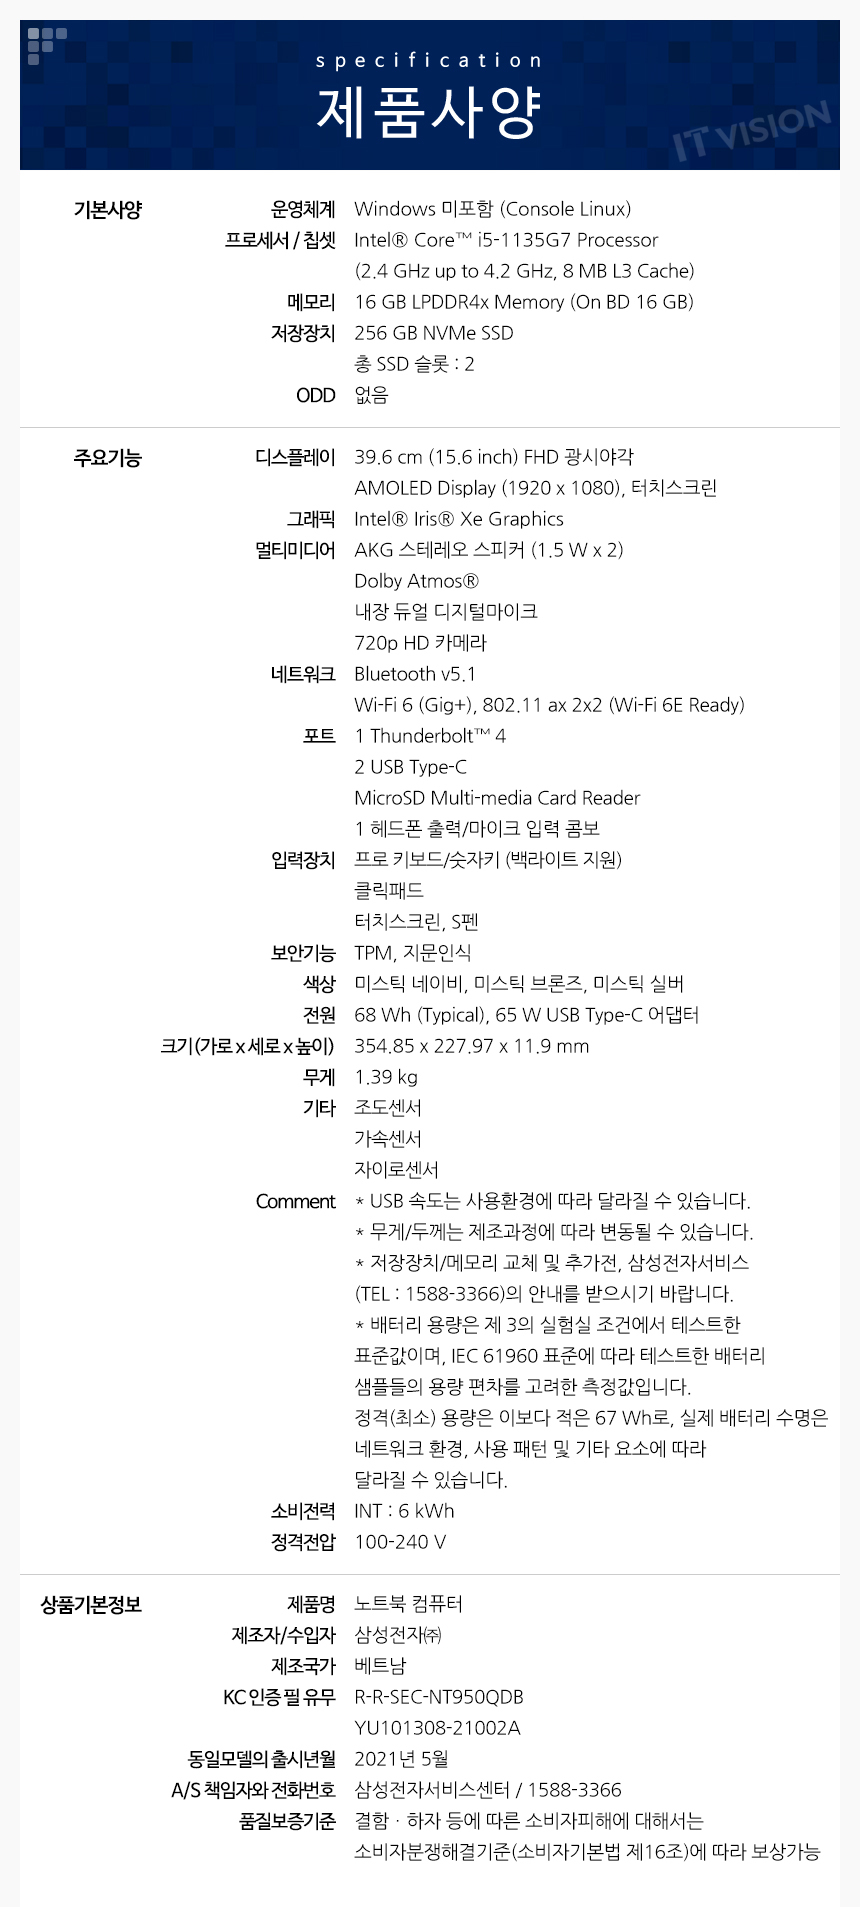 specification
제품사양
IT VISION
기본사양 운영체계 Windows 미포함 (Console Linux)
프로세서 / 칩셋 Intel® Core™ i5-1135G7 Processor
(2.4 GHz up to 4.2 GHz, 8 MB L3 Cache)
메모리 16 GB LPDDR4x Memory (On BD 16 GB)
저장장치 256 GB NVMe SSD
총 SSD 슬롯 : 2
ODD 없음
주요기능 디스플레이 39.6 cm (15.6 inch) FHD 광시야각
AMOLED Display (1920 x 1080), 터치스크린
그래픽 Intel® Iris® Xe Graphics
멀티미디어 AKG 스테레오 스피커 (1.5 W x 2)
Dolby Atmos®
내장 듀얼 디지털마이크
720p HD 카메라
네트워크 Bluetooth v5.1
Wi-Fi 6 (Gig+), 802.11 ax 2x2 (Wi-Fi 6E Ready)
포트 1 Thunderbolt™ 4
2 USB Type-C
MicroSD Multi-media Card Reader
1 헤드폰 출력/마이크 입력 콤보
입력장치 프로 키보드/숫자키 (백라이트 지원)
클릭패드
터치스크린, S펜
보안기능 TPM, 지문인식
색상 미스틱 네이비, 미스틱 브론즈, 미스틱 실버
전원 68 Wh (Typical), 65 W USB Type-C 어댑터
크기(가로 x 세로 x 높이) 354.85 x 227.97 x 11.9 mm
무게 1.39 kg
기타 조도센서
가속센서
자이로센서
Comment * USB 속도는 사용환경에 따라 달라질 수 있습니다.
* 무게/두께는 제조과정에 따라 변동될 수 있습니다.
* 저장장치/메모리 교체 및 추가전, 삼성전자서비스
(TEL : 1588-3366)의 안내를 받으시기 바랍니다.
* 배터리 용량은 제 3의 실험실 조건에서 테스트한
표준값이며, IEC 61960 표준에 따라 테스트한 배터리
샘플들의 용량 편차를 고려한 측정값입니다.
정격(최소) 용량은 이보다 적은 67 Wh로, 실제 배터리 수명은
네트워크 환경, 사용 패턴 및 기타 요소에 따라
달라질 수 있습니다.
소비전력 INT : 6 kWh
정격전압 100-240 V
상품기본정보 제품명 노트북 컴퓨터
제조자/수입자 삼성전자㈜
제조국가 베트남
KC 인증 필 유무 R-R-SEC-NT950QDB
YU101308-21002A
동일모델의 출시년월 2021년 5월
A/S 책임자와 전화번호 삼성전자서비스센터 / 1588-3366
품질보증기준 결함 · 하자 등에 따른 소비자피해에 대해서는
소비자분쟁해결기준(소비자기본법 제16조)에 따라 보상가능